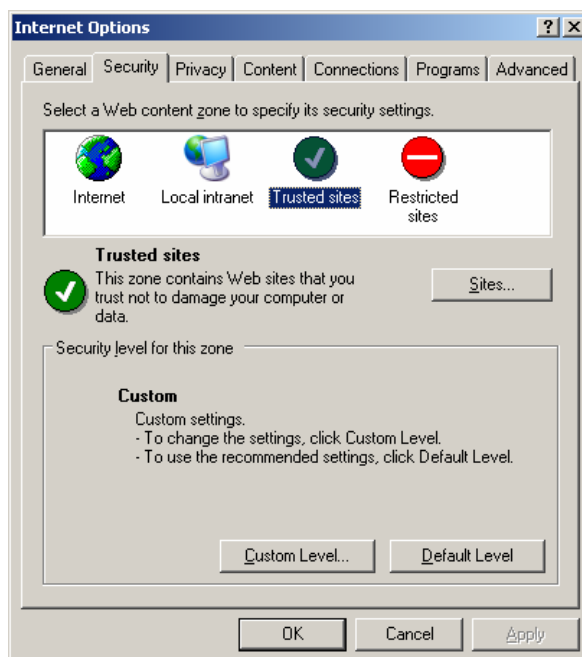 Internet Options
General Security Privacy Content Connections Programs Advanced
Select a Web content zone to specify its security settings.
Internet Local intranet Trusted sites Restricted
sites
Trusted sites
This zone contains Web sites that you
trust not to damage your computer or
data.
Sites...
Security level for this zone
Custom
Custom settings.
- To change the settings, click Custom Level.
- To use the recommended settings, click Default Level.
Custom Level... Default Level
OK Cancel Apply